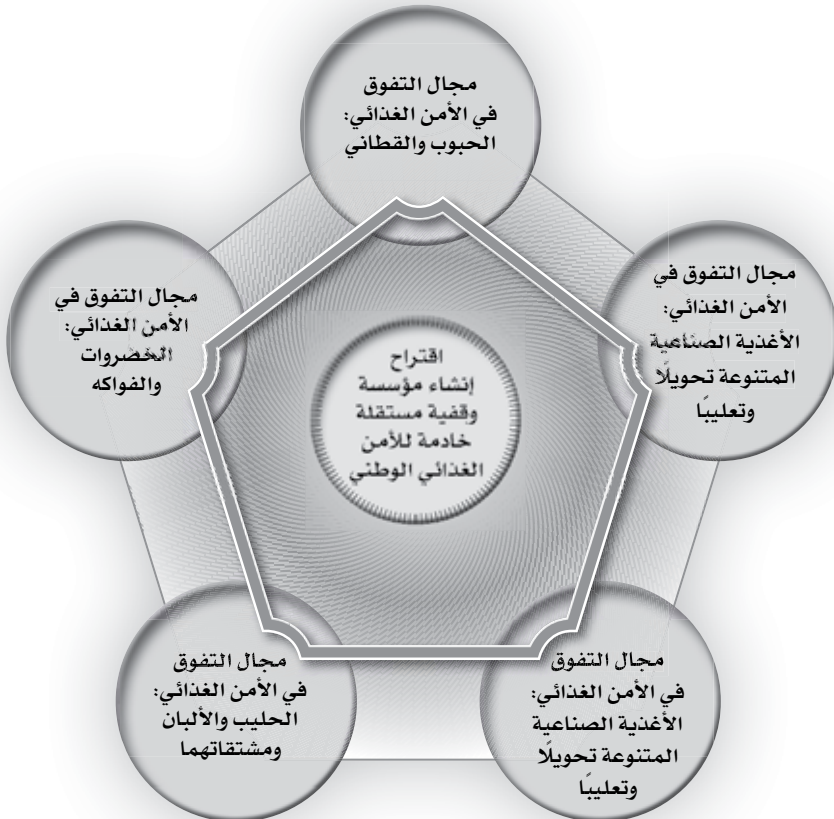 مجال التفوق
في الأمن الغذائي:
الحبوب والقطاني
مجال التفوق في
الأمن الغذائي:
الأغذية الصناعية
المتنوعة تحويلًا
وتعليبًا
مجال التفوق في
الأمن الغذائي:
الخضروات
والفواكه
اقتراح
إنشاء مؤسسة
وقفية مستقلة
خادمة للأمن
الغذائي الوطني
مجال التفوق
في الأمن الغذائي:
الأغذية الصناعية
المتنوعة تحويلًا
وتعليبًا
مجال التفوق
في الأمن الغذائي:
الحليب والألبان
ومشتقاتهما